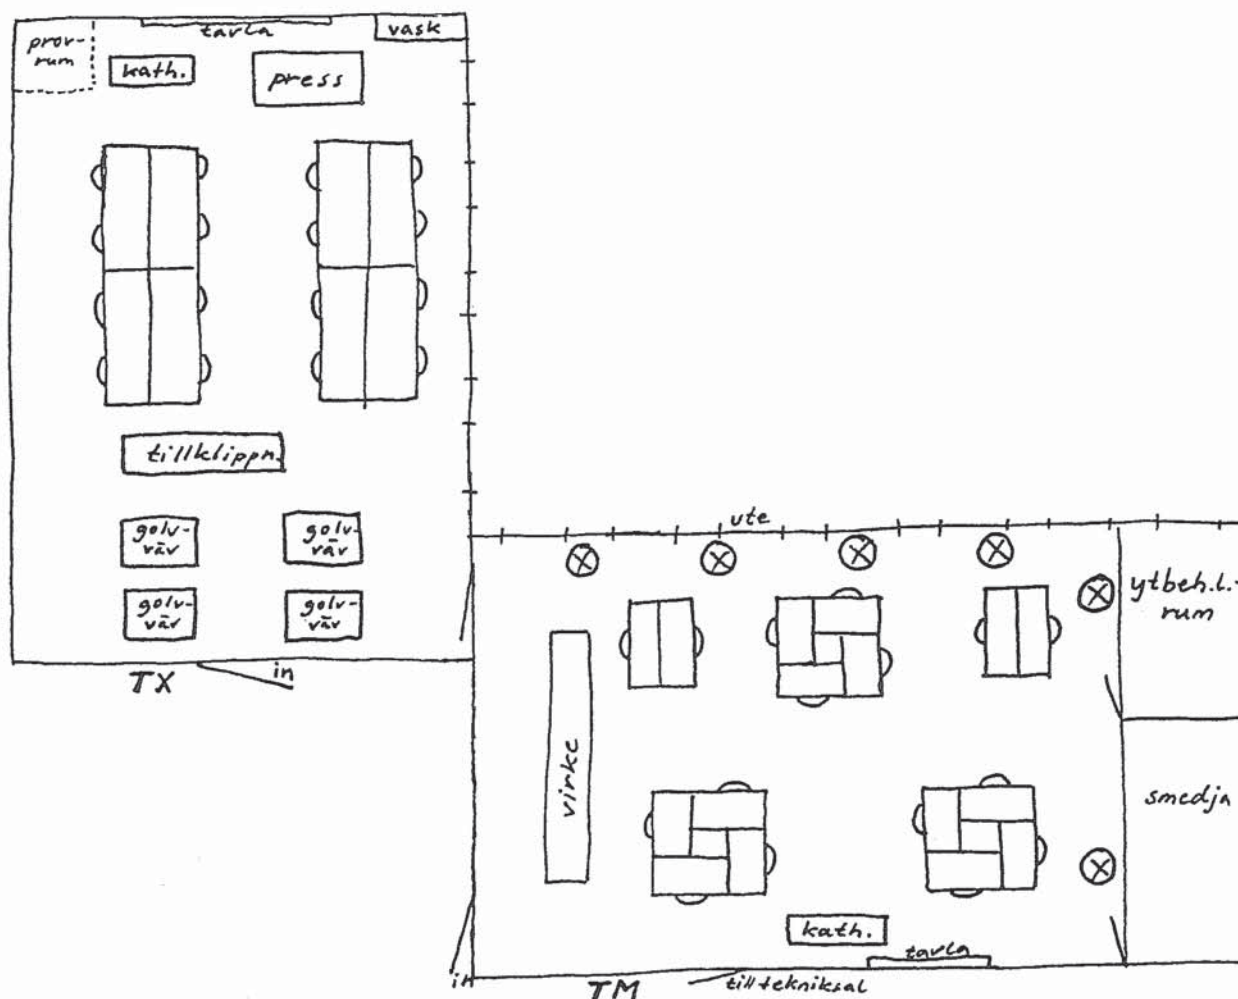 tavla
vask
prov-
rum
kath.
press
tillklippn.
golv-
väv
golv-
väv
golv-
väv
golv-
väv
TX
in
ute
ytbeh.l.-
rum
virke
smedja
kath.
tavla
in
TM
till tekniksal